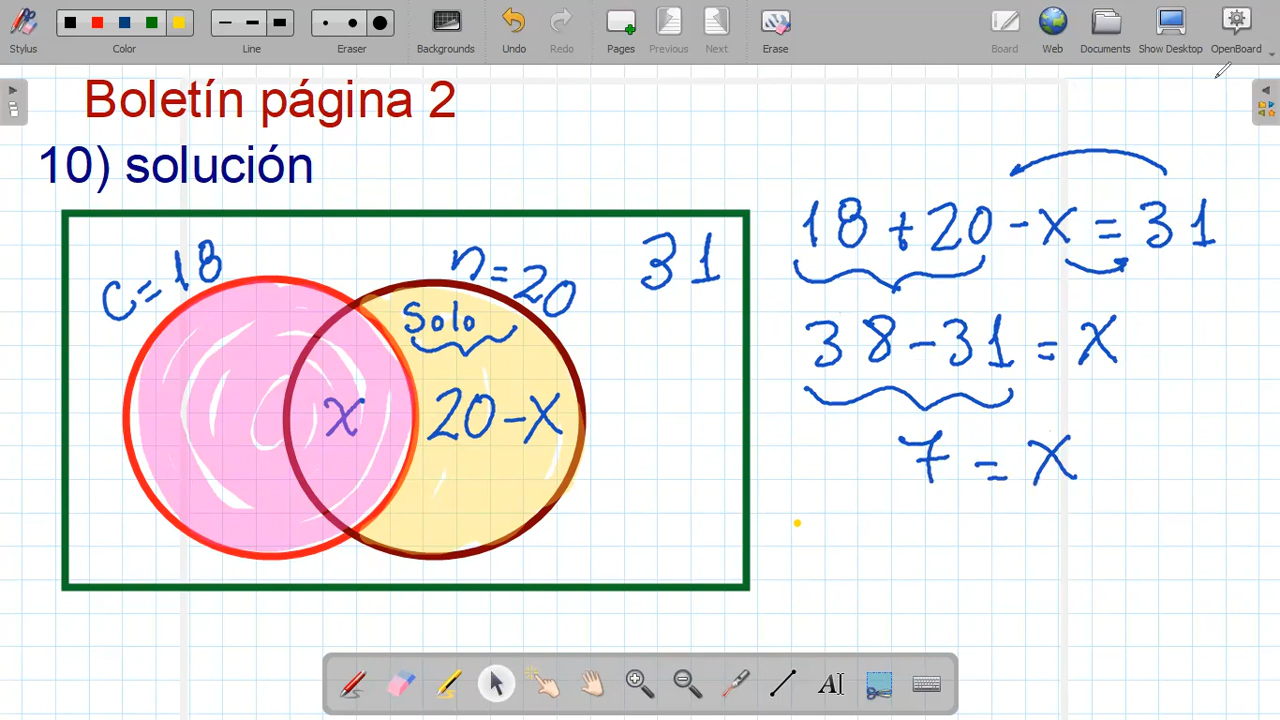 Stylus Color Line Eraser Backgrounds Undo Redo Pages Previous Next Erase Board Web Documents Show Desktop OpenBoard
Boletín página 2
10) solución
C=18
n=20
31
Solo
x
20-x
18+20-x=31
38-31=x
7=x
AI